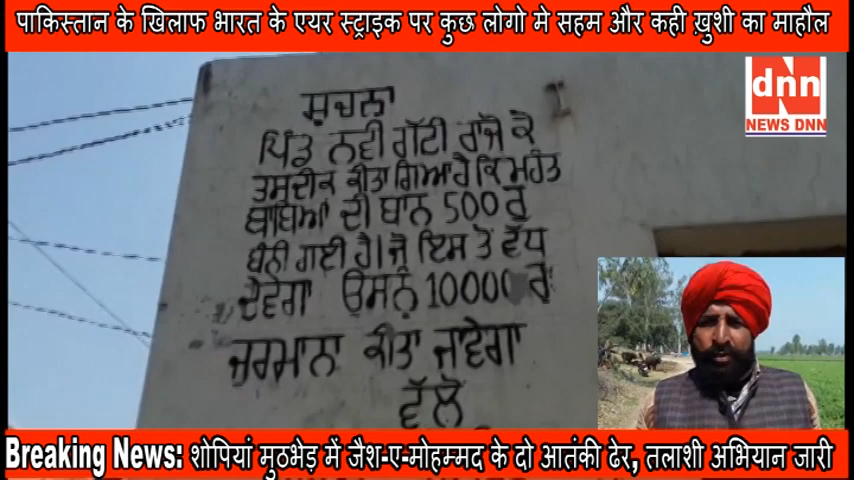 पाकिस्तान के खिलाफ भारत के एयर स्ट्राइक पर कुछ लोगो मे सहम और कही ख़ुशी का माहौल
dnn
NEWS DNN
ਸੂਚਨਾ
ਪਿੰਡ ਨਵੀ ਗੱਟੀ ਰਾਜੋ ਕੇ
ਤਸਦੀਕ ਕੀਤਾ ਗਿਆ ਹੈ ਕਿ ਮਹੰਤ
ਬਾਬਿਆਂ ਦੀ ਬਾਨ 500 ਰੁ
ਬੰਨੀ ਗਈ ਹੈ। ਜੋ ਇਸ ਤੋਂ ਵੱਧ
ਦੇਵੇਗਾ ਉਸਨੂੰ 10000 ਰੁ
ਜੁਰਮਾਨਾ ਕੀਤਾ ਜਾਵੇਗਾ
ਵੱਲੋਂ
Breaking News: शोपियां मुठभेड़ में जैश-ए-मोहम्मद के दो आतंकी ढेर, तलाशी अभियान जारी